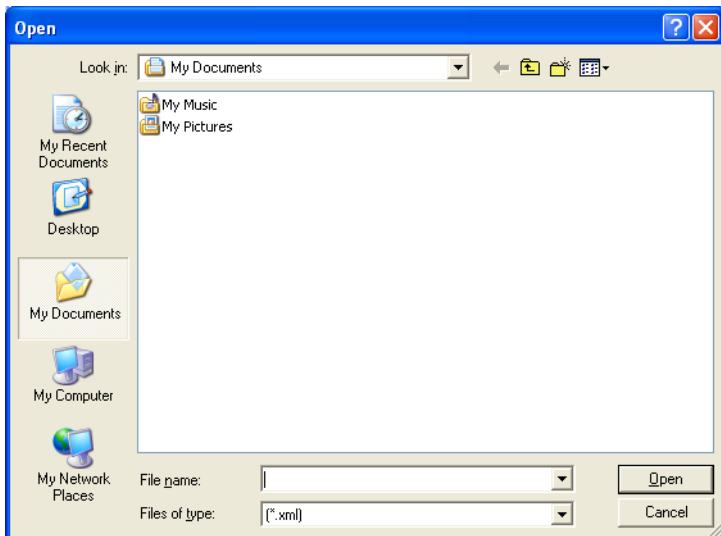 Open
Look in: My Documents
My Music
My Pictures
My Recent
Documents
Desktop
My Documents
My Computer
My Network
Places
File name:
Open
Files of type: (*.xml)
Cancel